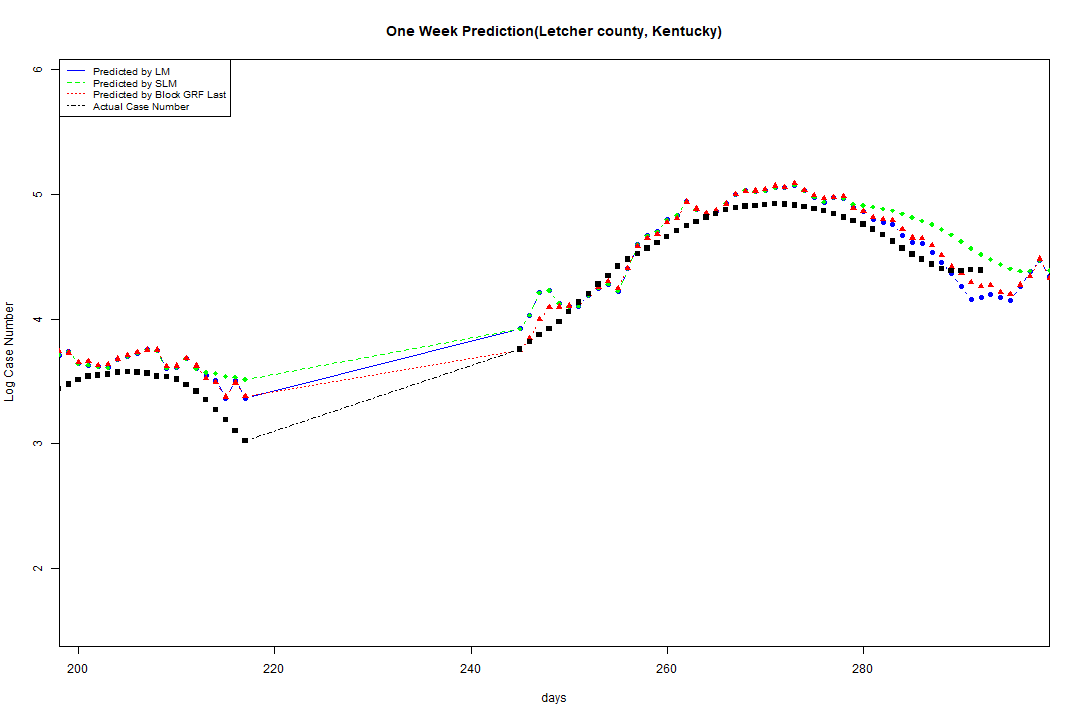 One Week Prediction(Letcher county, Kentucky)
Predicted by LM
Predicted by SLM
Predicted by Block GRF Last
Actual Case Number
6
5
4
3
2
Log Case Number
200 220 240 260 280
days